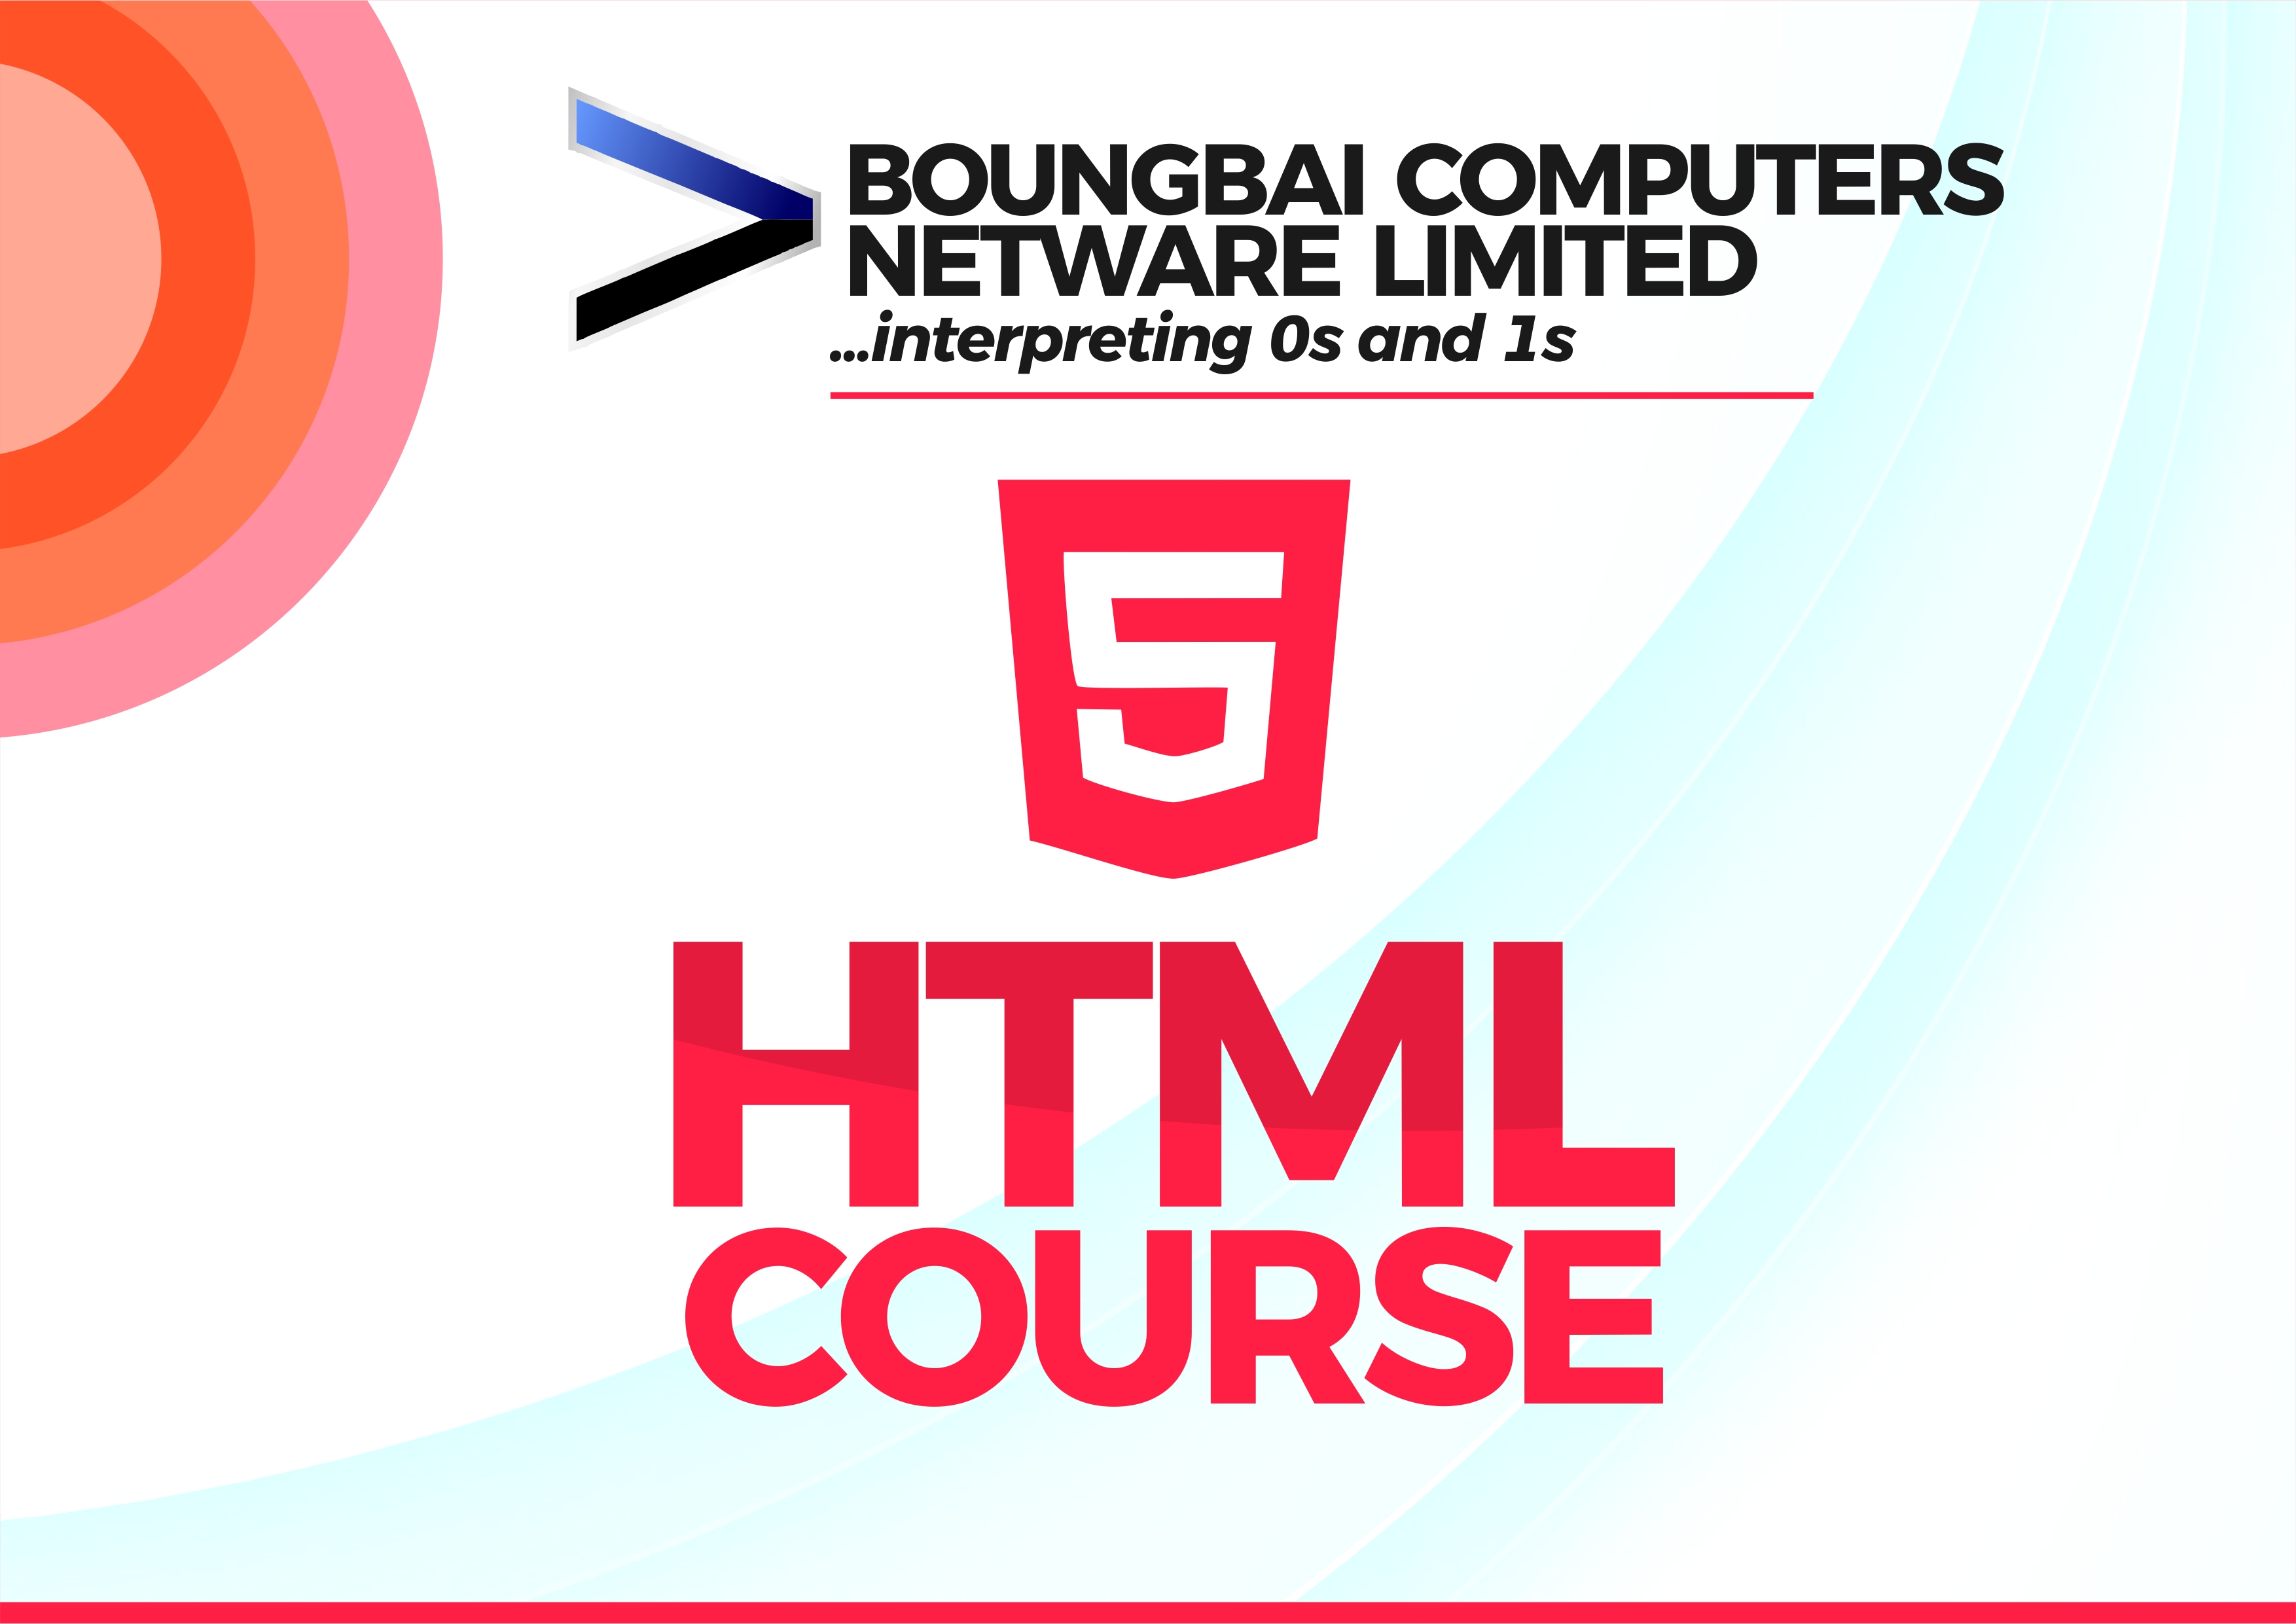 BOUNGBAI COMPUTERS
NETWARE LIMITED
...interpreting 0s and 1s
5
HTML
COURSE